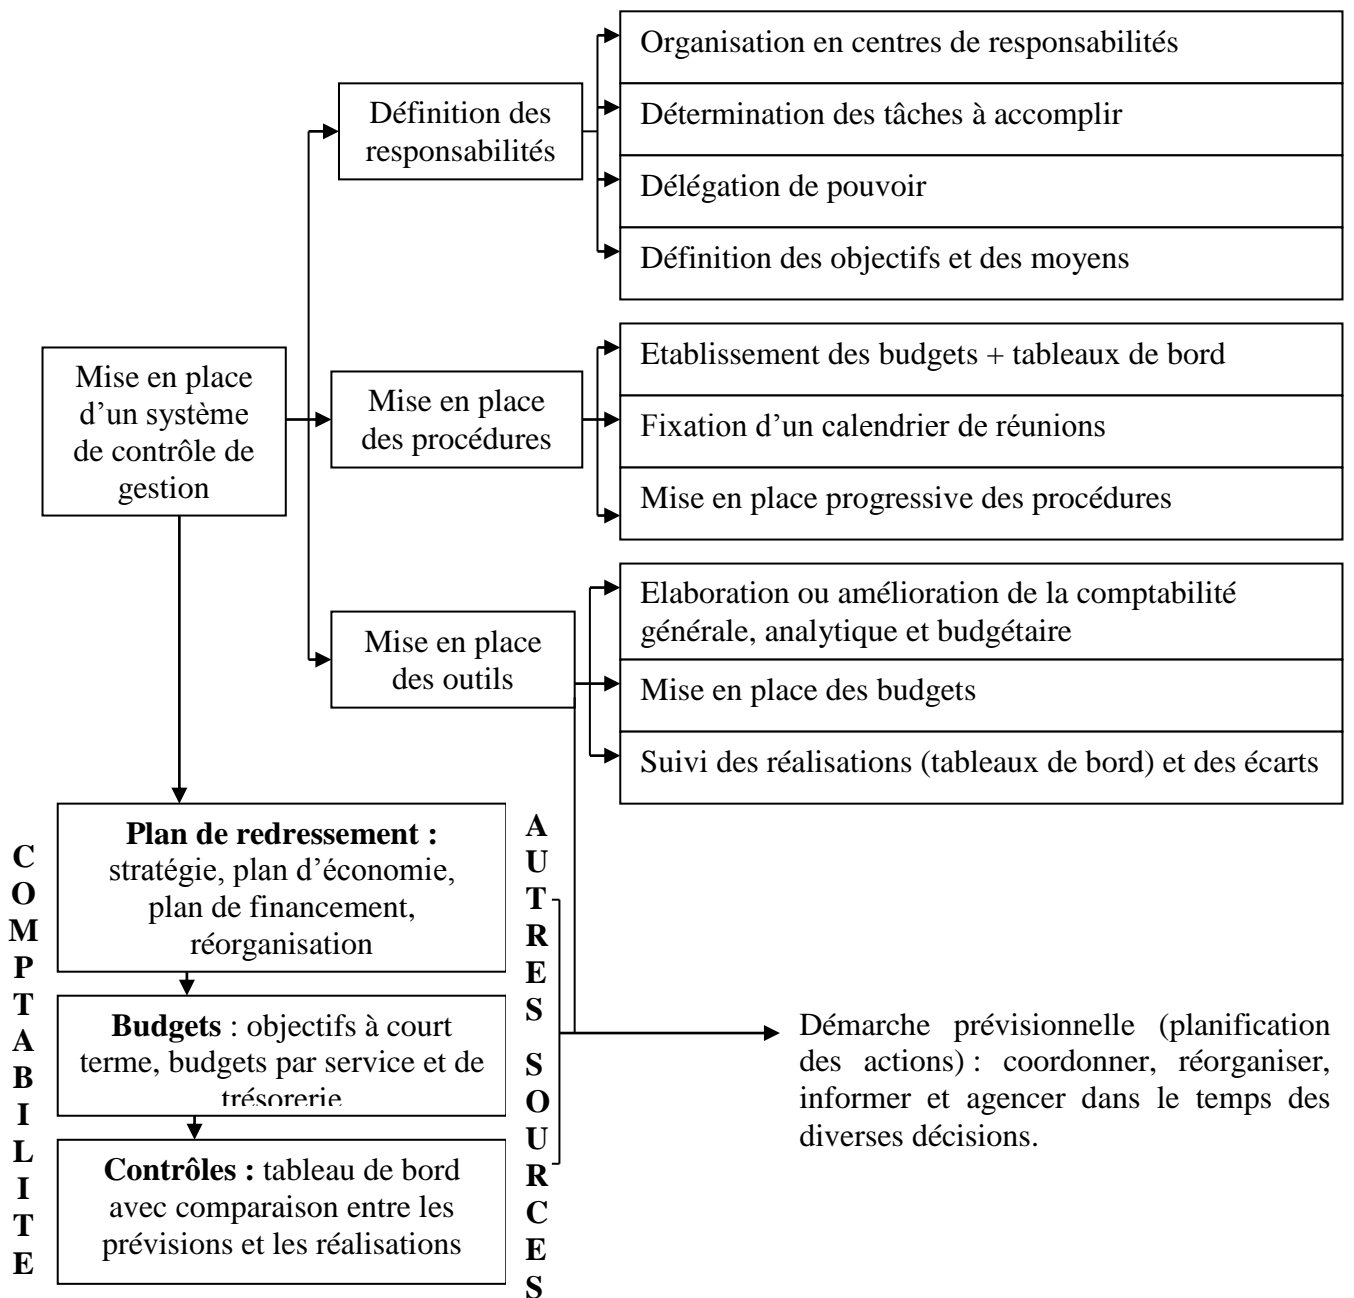 Organisation en centres de responsabilités
Définition des
responsabilités
Détermination des tâches à accomplir
Délégation de pouvoir
Définition des objectifs et des moyens
Mise en place
d’un système
de contrôle de
gestion
Mise en place
des procédures
Etablissement des budgets + tableaux de bord
Fixation d’un calendrier de réunions
Mise en place progressive des procédures
Mise en place
des outils
Elaboration ou amélioration de la comptabilité
générale, analytique et budgétaire
Mise en place des budgets
Suivi des réalisations (tableaux de bord) et des écarts
COMPTABILITE
Plan de redressement :
stratégie, plan d’économie,
plan de financement,
réorganisation
Budgets : objectifs à court
terme, budgets par service et de
trésorerie
Contrôles : tableau de bord
avec comparaison entre les
prévisions et les réalisations
AUTRES SOURCES
Démarche prévisionnelle (planification
des actions) : coordonner, réorganiser,
informer et agencer dans le temps des
diverses décisions.